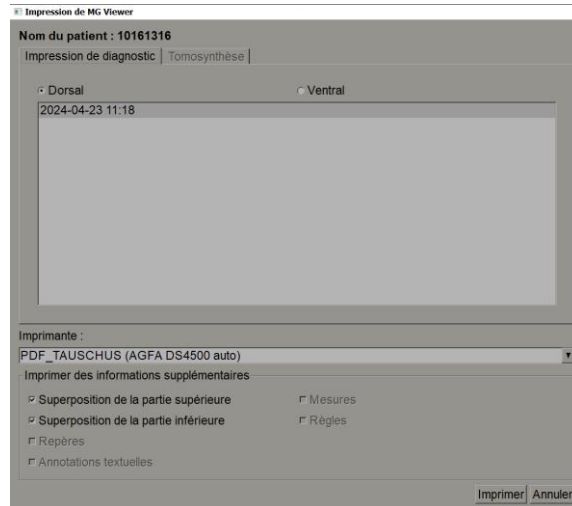 Impression de MG Viewer
Nom du patient : 10161316
Impression de diagnostic Tomosynthèse
Dorsal Ventral
2024-04-23 11:18
Imprimante :
PDF_TAUSCHUS (AGFA DS4500 auto)
Imprimer des informations supplémentaires
Superposition de la partie supérieure Mesures
Superposition de la partie inférieure Règles
Repères
Annotations textuelles
Imprimer Annuler